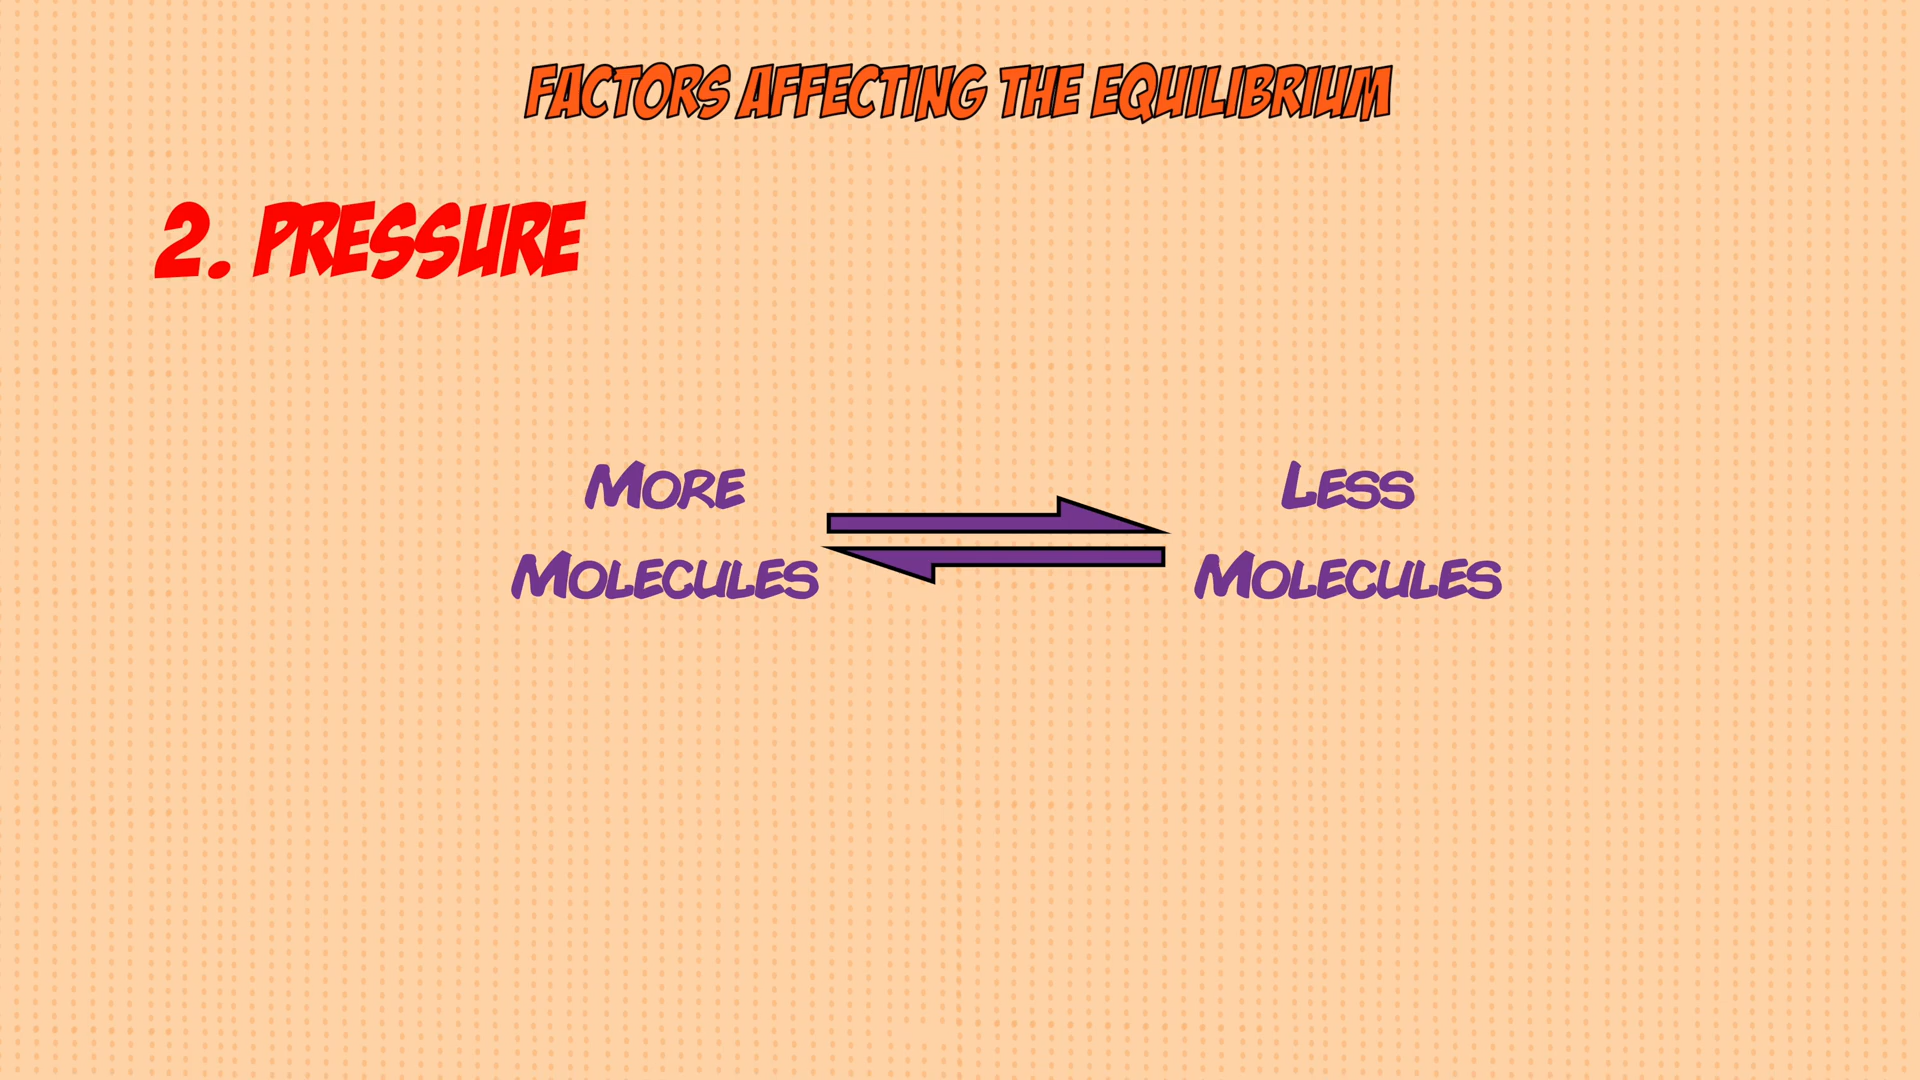 FACTORS AFFECTING THE EQUILIBRIUM
2. PRESSURE
MORE
MOLECULES
LESS
MOLECULES